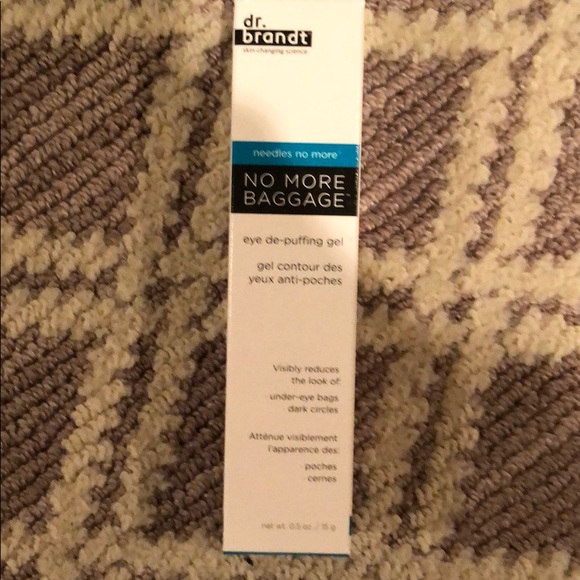 dr.
brandt
skin changing science
needles no more™
NO MORE
BAGGAGE™
eye de-puffing gel
gel contour des
yeux anti-poches
Visibly reduces
the look of:
under-eye bags
dark circles
Atténue visiblement
l'apparence des:
poches
cernes
net wt. 0.5 oz. / 15 g